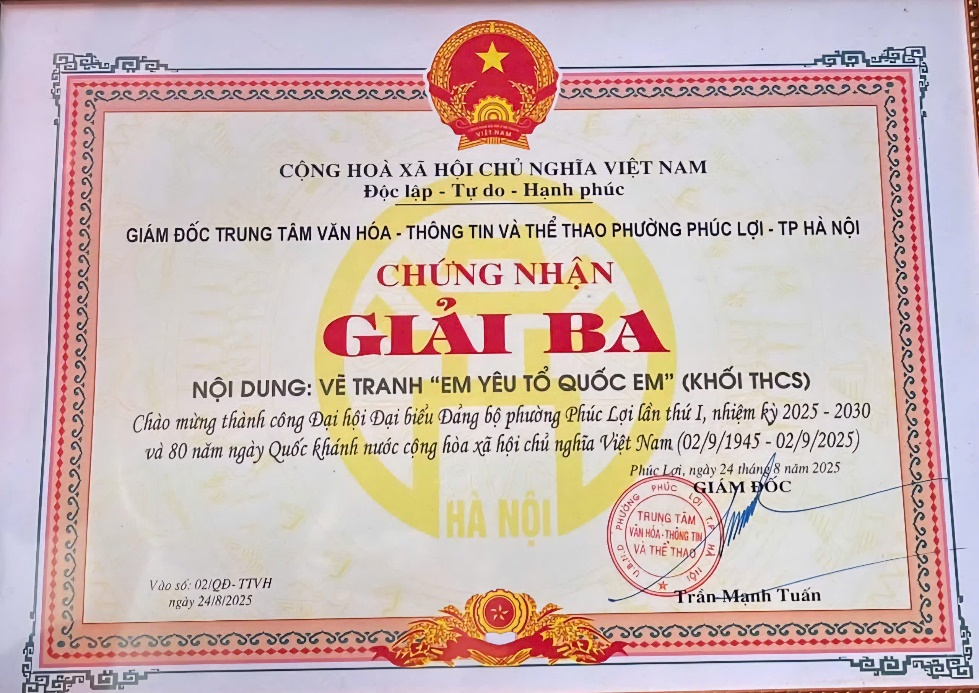 VIỆT NAM
CỘNG HOÀ XÃ HỘI CHỦ NGHĨA VIỆT NAM
Độc lập - Tự do - Hạnh phúc
GIÁM ĐỐC TRUNG TÂM VĂN HÓA - THÔNG TIN VÀ THỂ THAO PHƯỜNG PHÚC LỢI - TP HÀ NỘI
CHỨNG NHẬN
GIẢI BA
NỘI DUNG: VẼ TRANH “EM YÊU TỔ QUỐC EM” (KHỐI THCS)
Chào mừng thành công Đại hội Đại biểu Đảng bộ phường Phúc Lợi lần thứ I, nhiệm kỳ 2025 - 2030
và 80 năm ngày Quốc khánh nước cộng hòa xã hội chủ nghĩa Việt Nam (02/9/1945 - 02/9/2025)
Phúc Lợi, ngày 24 tháng 8 năm 2025
GIÁM ĐỐC
HÀ NỘI
U.B.N.D PHƯỜNG PHÚC LỢI T.P HÀ NỘI
TRUNG TÂM
VĂN HÓA - THÔNG TIN
VÀ THỂ THAO
Trần Mạnh Tuấn
Vào số: 02/QĐ- TTVH
ngày 24/8/2025